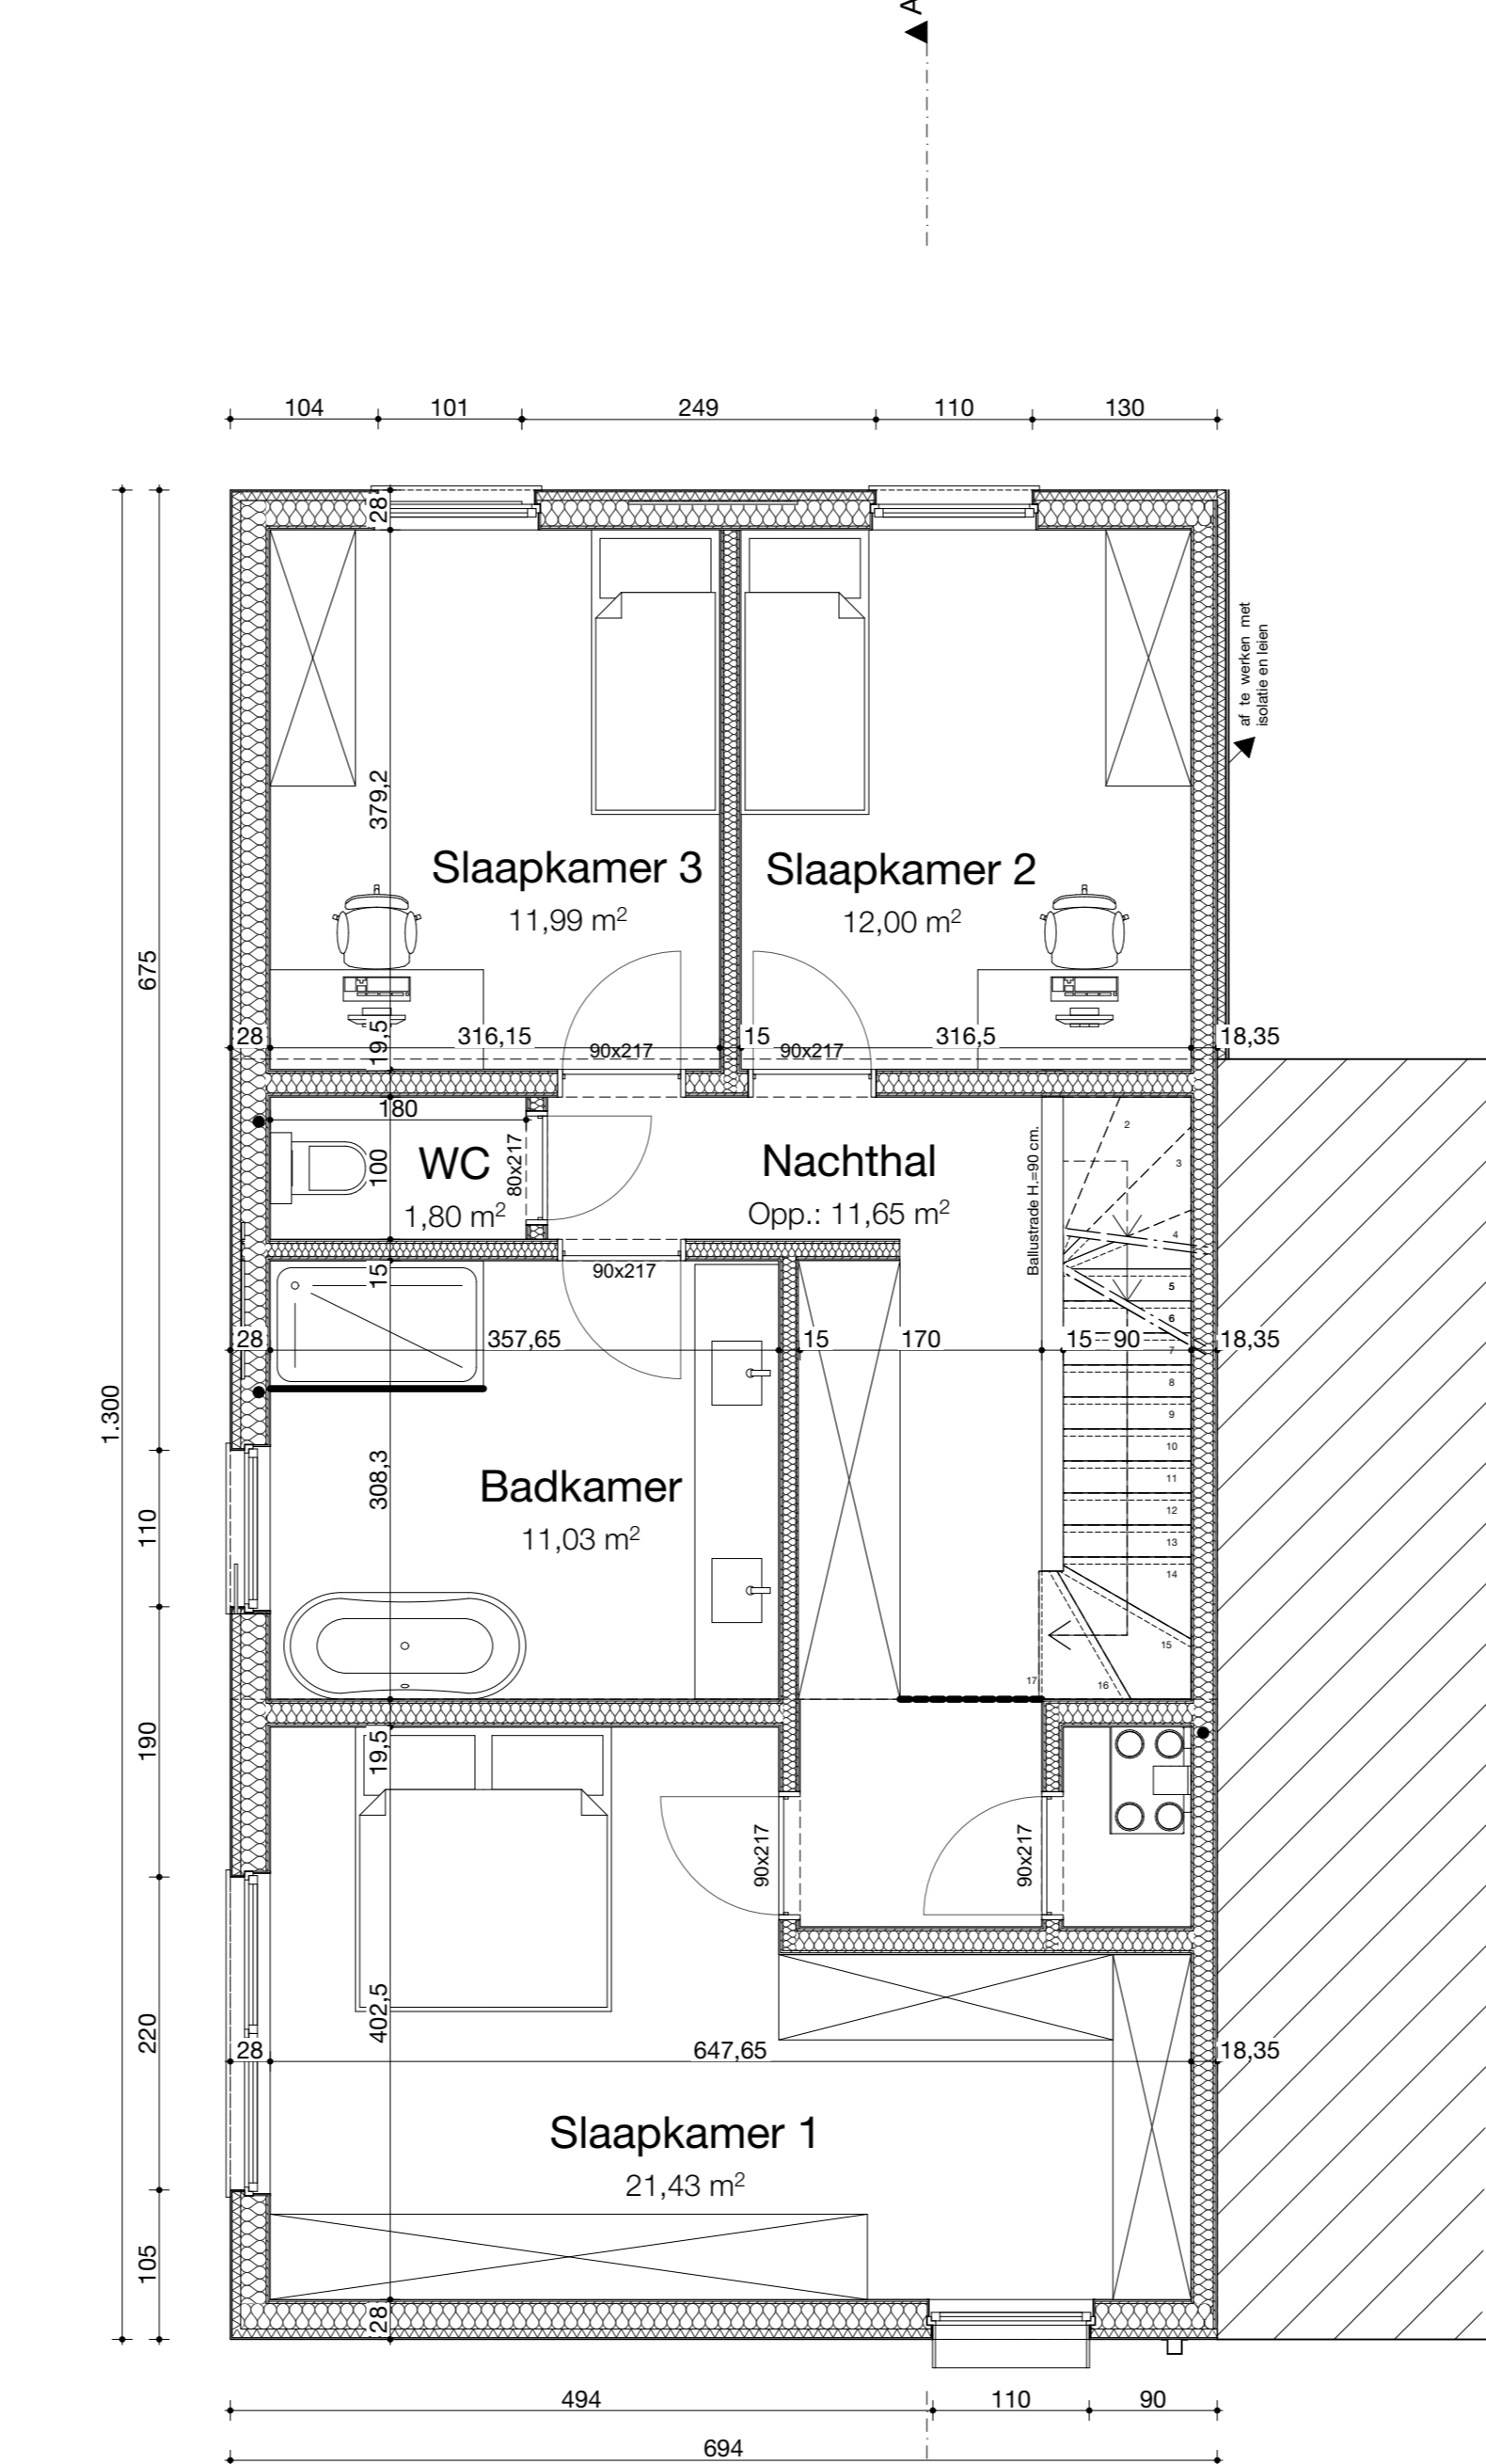 A
104 101 249 110 130
28
af te werken met
isolatie en leien
379,2
Slaapkamer 3
11,99 m²
Slaapkamer 2
12,00 m²
675
28 19,5 316,15 15 316,5 18,35
90x217 90x217
180
WC
1,80 m²
100
80x217
Nachthal
Opp.: 11,65 m²
Ballustrade H.=90 cm.
2
3
4
5
6
7
8
9
10
11
12
13
14
15
16
17
15
90x217
28 357,65 15 170 15 90 18,35
1.300
308,3
Badkamer
11,03 m²
110
190
19,5
90x217
90x217
402,5
220
28 647,65 18,35
Slaapkamer 1
21,43 m²
105
28
494 110 90
694